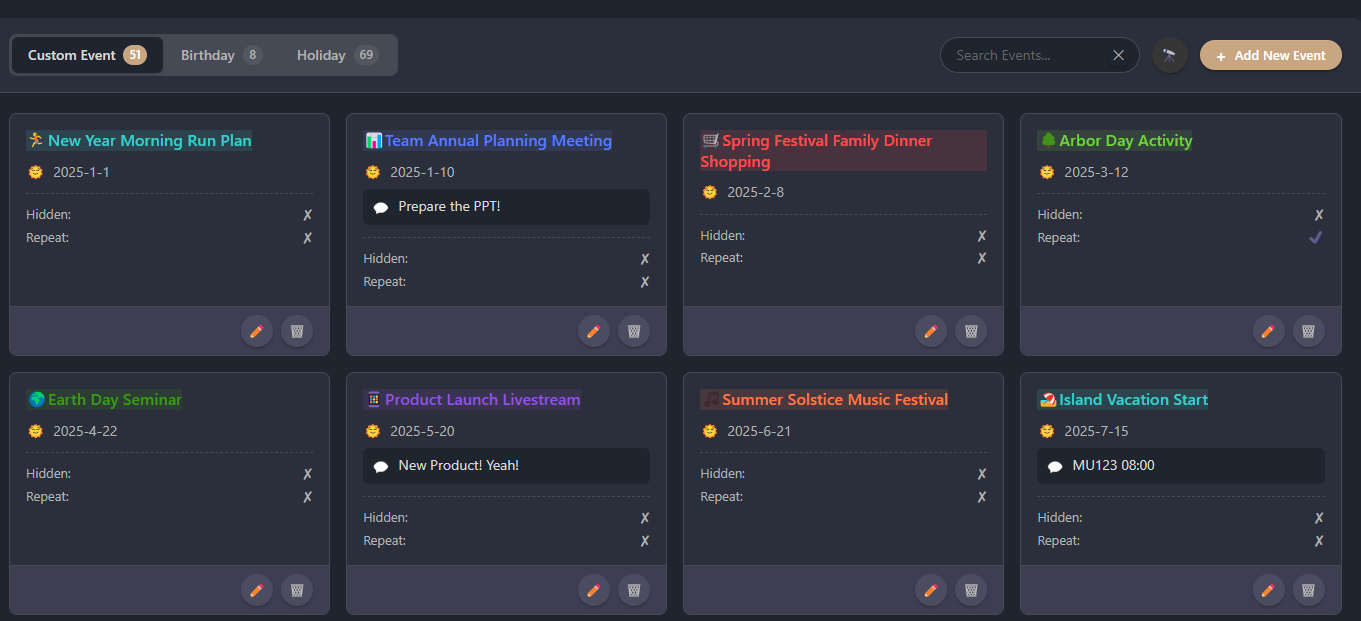 Custom Event 51 Birthday 8 Holiday 69 Search Events... + Add New Event
New Year Morning Run Plan
2025-1-1
Hidden: ✗
Repeat: ✗
Team Annual Planning Meeting
2025-1-10
Prepare the PPT!
Hidden: ✗
Repeat: ✗
Spring Festival Family Dinner
Shopping
2025-2-8
Hidden: ✗
Repeat: ✗
Arbor Day Activity
2025-3-12
Hidden: ✗
Repeat: ✓
Earth Day Seminar
2025-4-22
Hidden: ✗
Repeat: ✗
Product Launch Livestream
2025-5-20
New Product! Yeah!
Hidden: ✗
Repeat: ✗
Summer Solstice Music Festival
2025-6-21
Hidden: ✗
Repeat: ✗
Island Vacation Start
2025-7-15
MU123 08:00
Hidden: ✗
Repeat: ✗